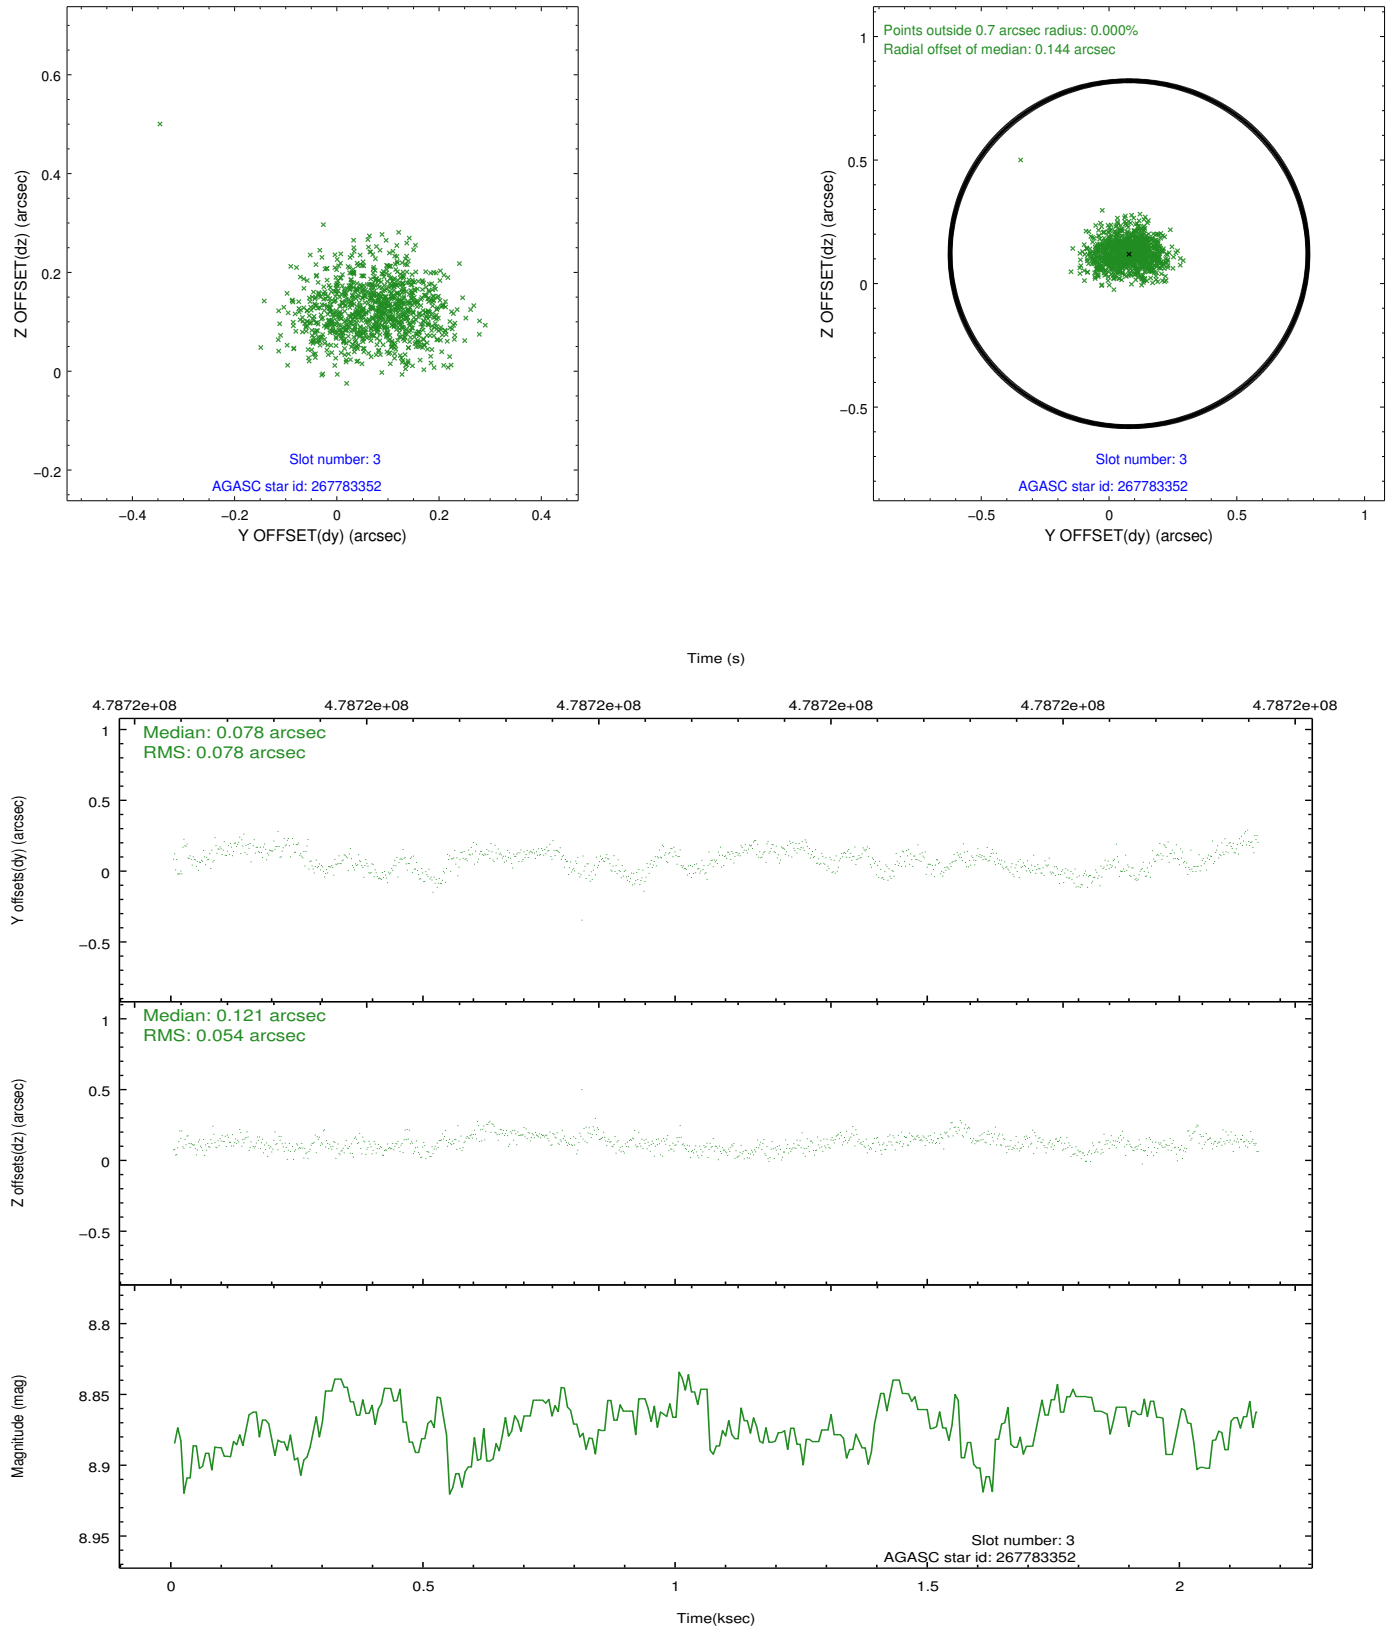 0.6
0.4
0.2
0
−0.2
Z OFFSET(dz) (arcsec)
Slot number: 3
AGASC star id: 267783352
−0.4 −0.2 0 0.2 0.4
Y OFFSET(dy) (arcsec)
Points outside 0.7 arcsec radius: 0.000%
Radial offset of median: 0.144 arcsec
1
0.5
0
−0.5
Z OFFSET(dz) (arcsec)
Slot number: 3
AGASC star id: 267783352
−0.5 0 0.5 1
Y OFFSET(dy) (arcsec)
Time (s)
4.7872e+08 4.7872e+08 4.7872e+08 4.7872e+08 4.7872e+08 4.7872e+08
Median: 0.078 arcsec
RMS: 0.078 arcsec
1
0.5
0
−0.5
Y offsets(dy) (arcsec)
Median: 0.121 arcsec
RMS: 0.054 arcsec
1
0.5
0
−0.5
Z offsets(dz) (arcsec)
8.8
8.85
8.9
8.95
Magnitude (mag)
Slot number: 3
AGASC star id: 267783352
0 0.5 1 1.5 2
Time(ksec)